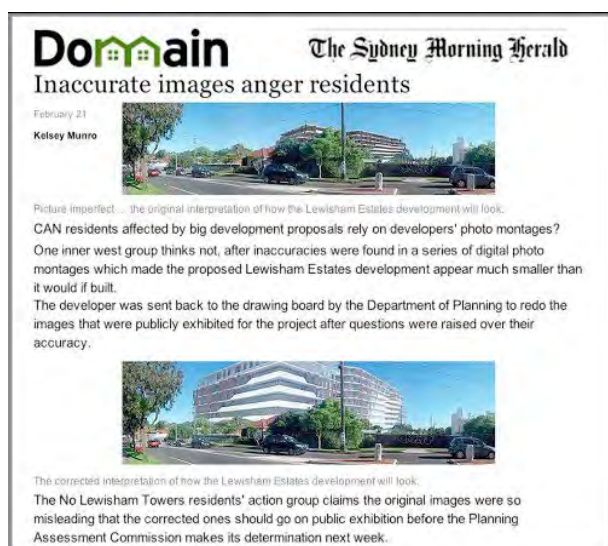 Domain
The Sydney Morning Herald
Inaccurate images anger residents
February 21
Kelsey Munro
Picture imperfect ... the original interpretation of how the Lewisham Estates development will look.
CAN residents affected by big development proposals rely on developers' photo montages?
One inner west group thinks not, after inaccuracies were found in a series of digital photo
montages which made the proposed Lewisham Estates development appear much smaller than
it would if built.
The developer was sent back to the drawing board by the Department of Planning to redo the
images that were publicly exhibited for the project after questions were raised over their
accuracy.
The corrected interpretation of how the Lewisham Estates development will look.
The No Lewisham Towers residents' action group claims the original images were so
misleading that the corrected ones should go on public exhibition before the Planning
Assessment Commission makes its determination next week.